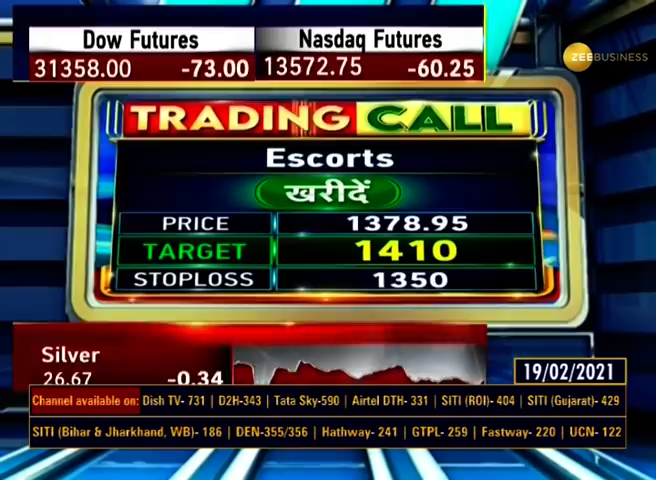 Dow Futures Nasdaq Futures
31358.00 -73.00 13572.75 -60.25
ZEEBUSINESS
TRADING CALL
Escorts
खरीदें
PRICE 1378.95
TARGET 1410
STOPLOSS 1350
Silver
26.67 -0.34
19/02/2021
Channel available on: Dish TV- 731 | D2H-343 | Tata Sky-590 | Airtel DTH- 331 | SITI (ROI)- 404 | SITI (Gujarat)- 429
SITI (Bihar & Jharkhand, WB)- 186 | DEN-355/356 | Hathway- 241 | GTPL- 259 | Fastway- 220 | UCN- 122